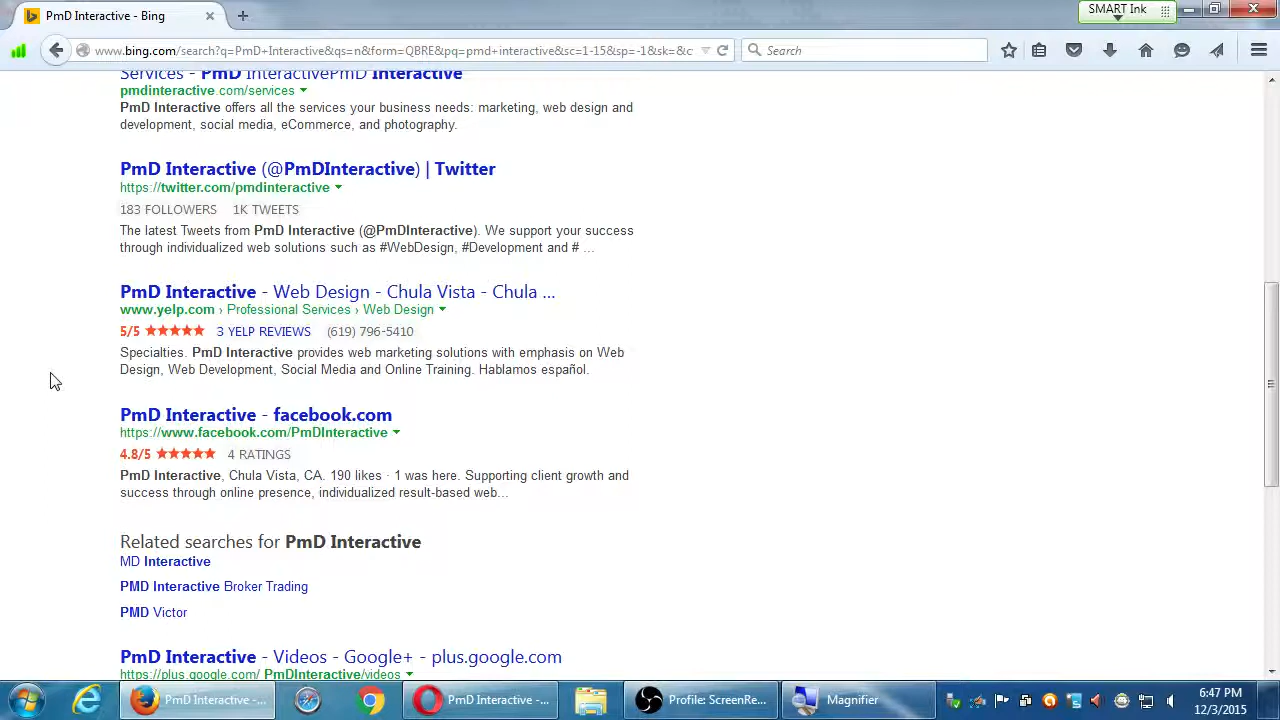 PmD Interactive - Bing
SMART Ink
www.bing.com/search?q=PmD+Interactive&qs=n&form=QBRE&pq=pmd+interactive&sc=1-15&sp=-1&sk=&c
Search
Services - PmD InteractivePmD Interactive
pmdinteractive.com/services
PmD Interactive offers all the services your business needs: marketing, web design and
development, social media, eCommerce, and photography.
PmD Interactive (@PmDInteractive) | Twitter
https://twitter.com/pmdinteractive
183 FOLLOWERS 1K TWEETS
The latest Tweets from PmD Interactive (@PmDInteractive). We support your success
through individualized web solutions such as #WebDesign, #Development and # ...
PmD Interactive - Web Design - Chula Vista - Chula ...
www.yelp.com › Professional Services › Web Design
5/5 ★★★★★ 3 YELP REVIEWS (619) 796-5410
Specialties. PmD Interactive provides web marketing solutions with emphasis on Web
Design, Web Development, Social Media and Online Training. Hablamos español.
PmD Interactive - facebook.com
https://www.facebook.com/PmDInteractive
4.8/5 ★★★★★ 4 RATINGS
PmD Interactive, Chula Vista, CA. 190 likes · 1 was here. Supporting client growth and
success through online presence, individualized result-based web...
Related searches for PmD Interactive
MD Interactive
PMD Interactive Broker Trading
PMD Victor
PmD Interactive - Videos - Google+ - plus.google.com
https://plus.google.com/ PmDInteractive/videos
PmD Interactive -...
PmD Interactive -...
Profile: ScreenRe...
Magnifier
6:47 PM
12/3/2015